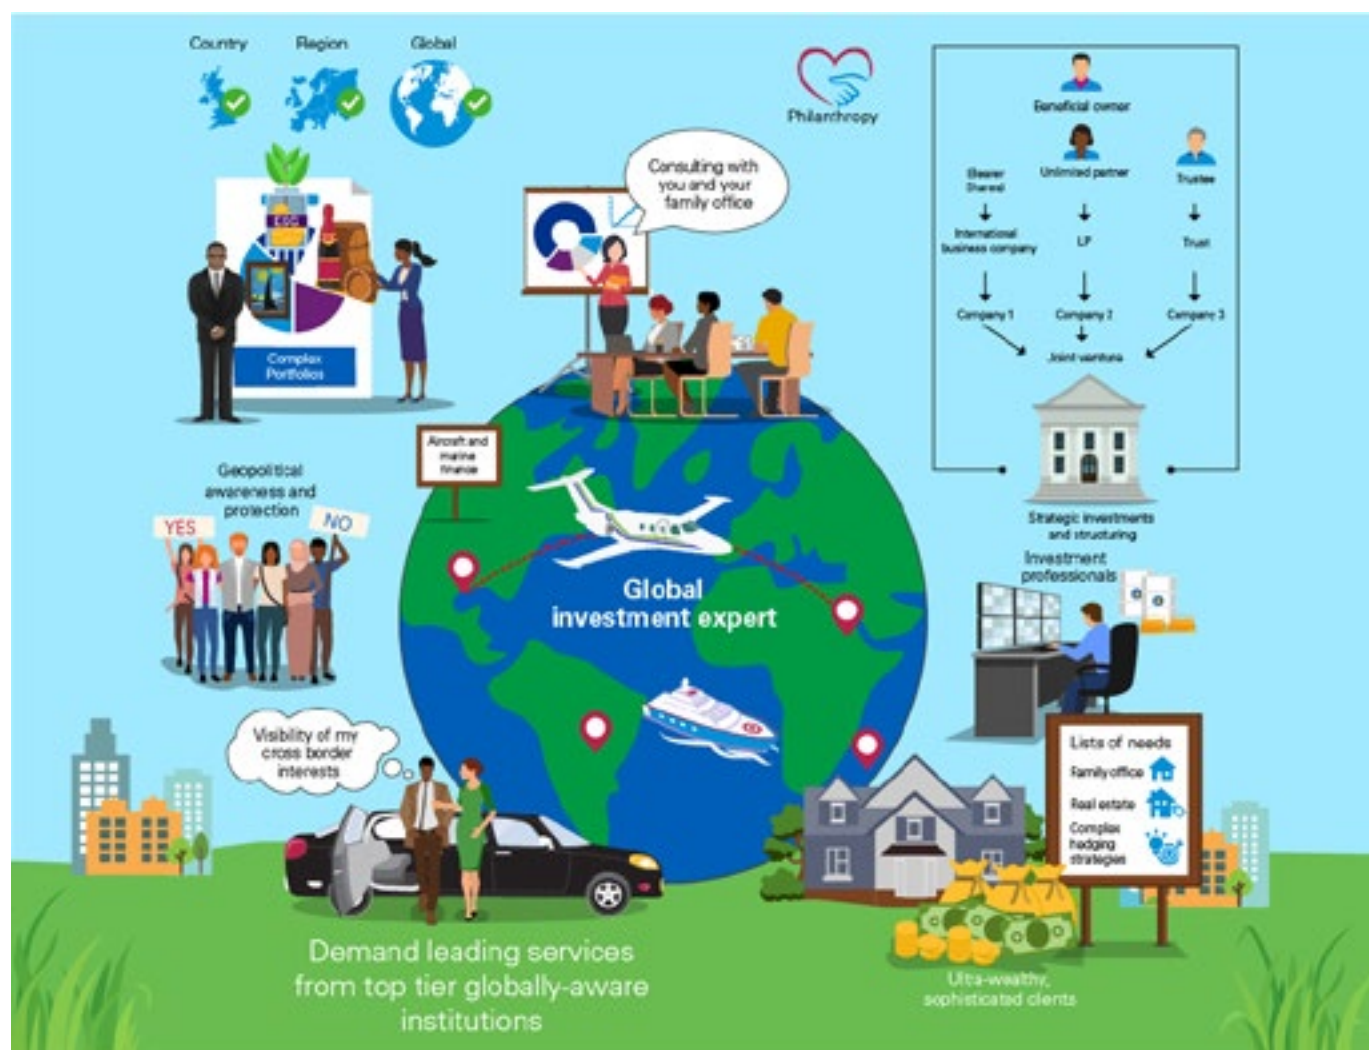 Country
Region
Global
Philanthropy
Consulting with
you and your
family office
Beneficial owner
Unlimited partner
Trustee
Bearer
Shares)
International
business company
LP
Trust
Company 1
Company 2
Company 3
Joint venture
Strategic investments
and structuring
ESG
Complex
Portfolios
Aircraft and
marine
finance
Geopolitical
awareness and
protection
YES
NO
Global
investment expert
Investment
professionals
Visibility of my
cross border
interests
Lists of needs
Family office
Real estate
Complex
hedging
strategies
Demand leading services
from top tier globally-aware
institutions
Ultra-wealthy,
sophisticated clients